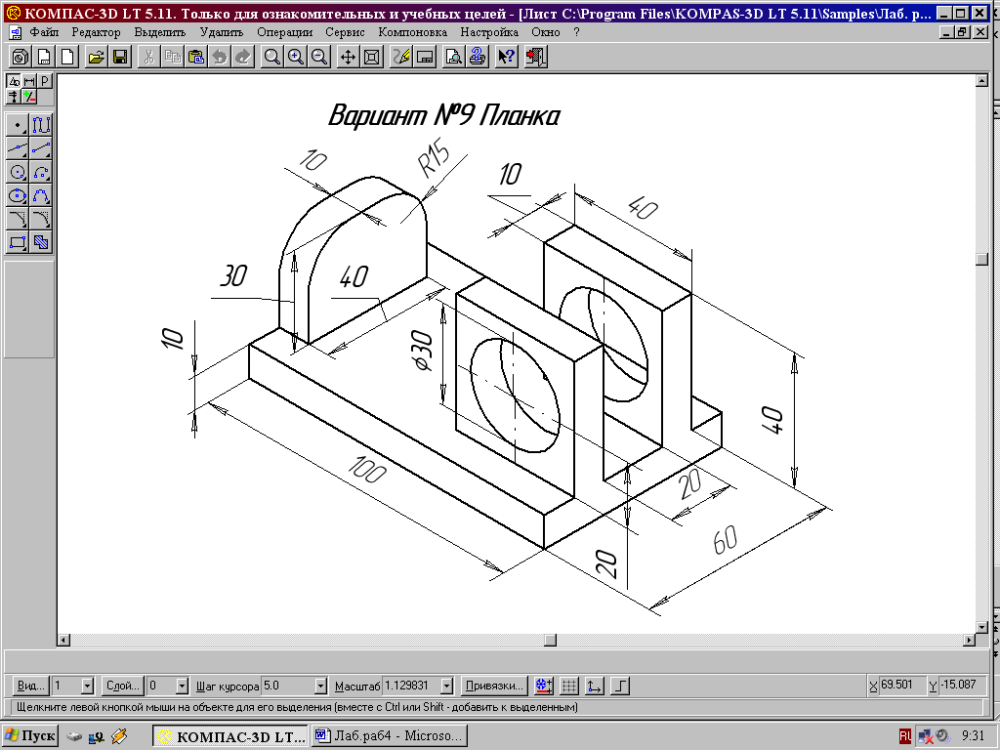 КОМПАС-3D LT 5.11. Только для ознакомительных и учебных целей - [Лист C:\Program Files\KOMPAS-3D LT 5.11\Samples\Лаб. р...
Файл Редактор Выделить Удалить Операции Сервис Компоновка Настройка Окно ?
Вариант №9 Планка
10
R15
10
40
30
40
10
ϕ30
40
100
20
60
20
Вид... 1 Слой... 0 Шаг курсора 5.0 Масштаб 1.129831 Привязки... X 69.501 Y -15.087
Щелкните левой кнопкой мыши на объекте для его выделения (вместе с Ctrl или Shift - добавить к выделенным)
Пуск КОМПАС-3D LT... Лаб.раб4 - Microso... RU 9:31